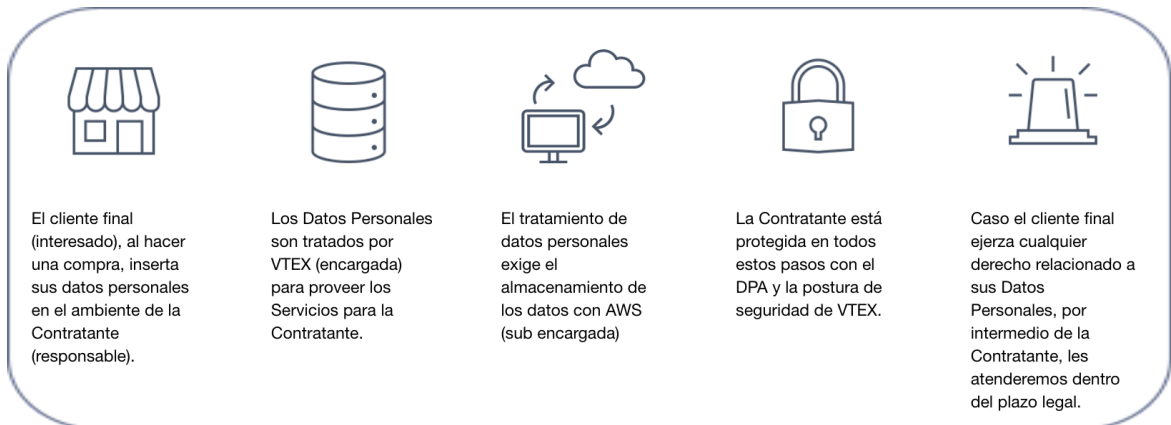 El cliente final
(interesado), al hacer
una compra, inserta
sus datos personales
en el ambiente de la
Contratante
(responsable).
Los Datos Personales
son tratados por
VTEX (encargada)
para proveer los
Servicios para la
Contratante.
El tratamiento de
datos personales
exige el
almacenamiento de
los datos con AWS
(sub encargada)
La Contratante está
protegida en todos
estos pasos con el
DPA y la postura de
seguridad de VTEX.
Caso el cliente final
ejerza cualquier
derecho relacionado a
sus Datos
Personales, por
intermedio de la
Contratante, les
atenderemos dentro
del plazo legal.